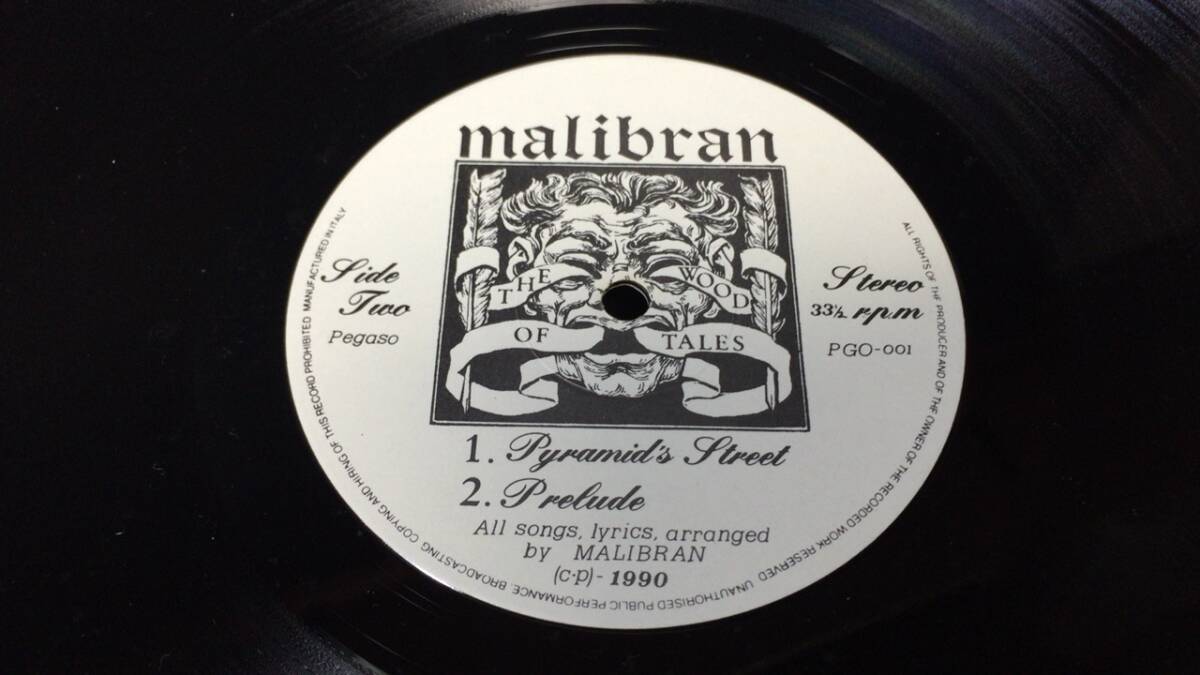 malibran
THE WOOD
OF TALES
Side
Two
Pegaso
Stereo
33⅓ rpm
PGO-001
1. Pyramid's Street
2. Prelude
All songs, lyrics, arranged
by MALIBRAN
(c-p)- 1990
ALL RIGHTS OF THE PRODUCER AND OF THE OWNER OF THE RECORDED WORK RESERVED. UNAUTHORISED PUBLIC PERFORMANCE. BROADCASTING. COPYING AND HIRING OF THIS RECORD PROHIBITED. MANUFACTURED IN ITALY